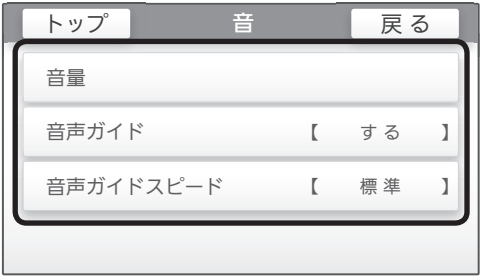 トップ 音 戻る
音量
音声ガイド 【 する 】
音声ガイドスピード 【 標準 】